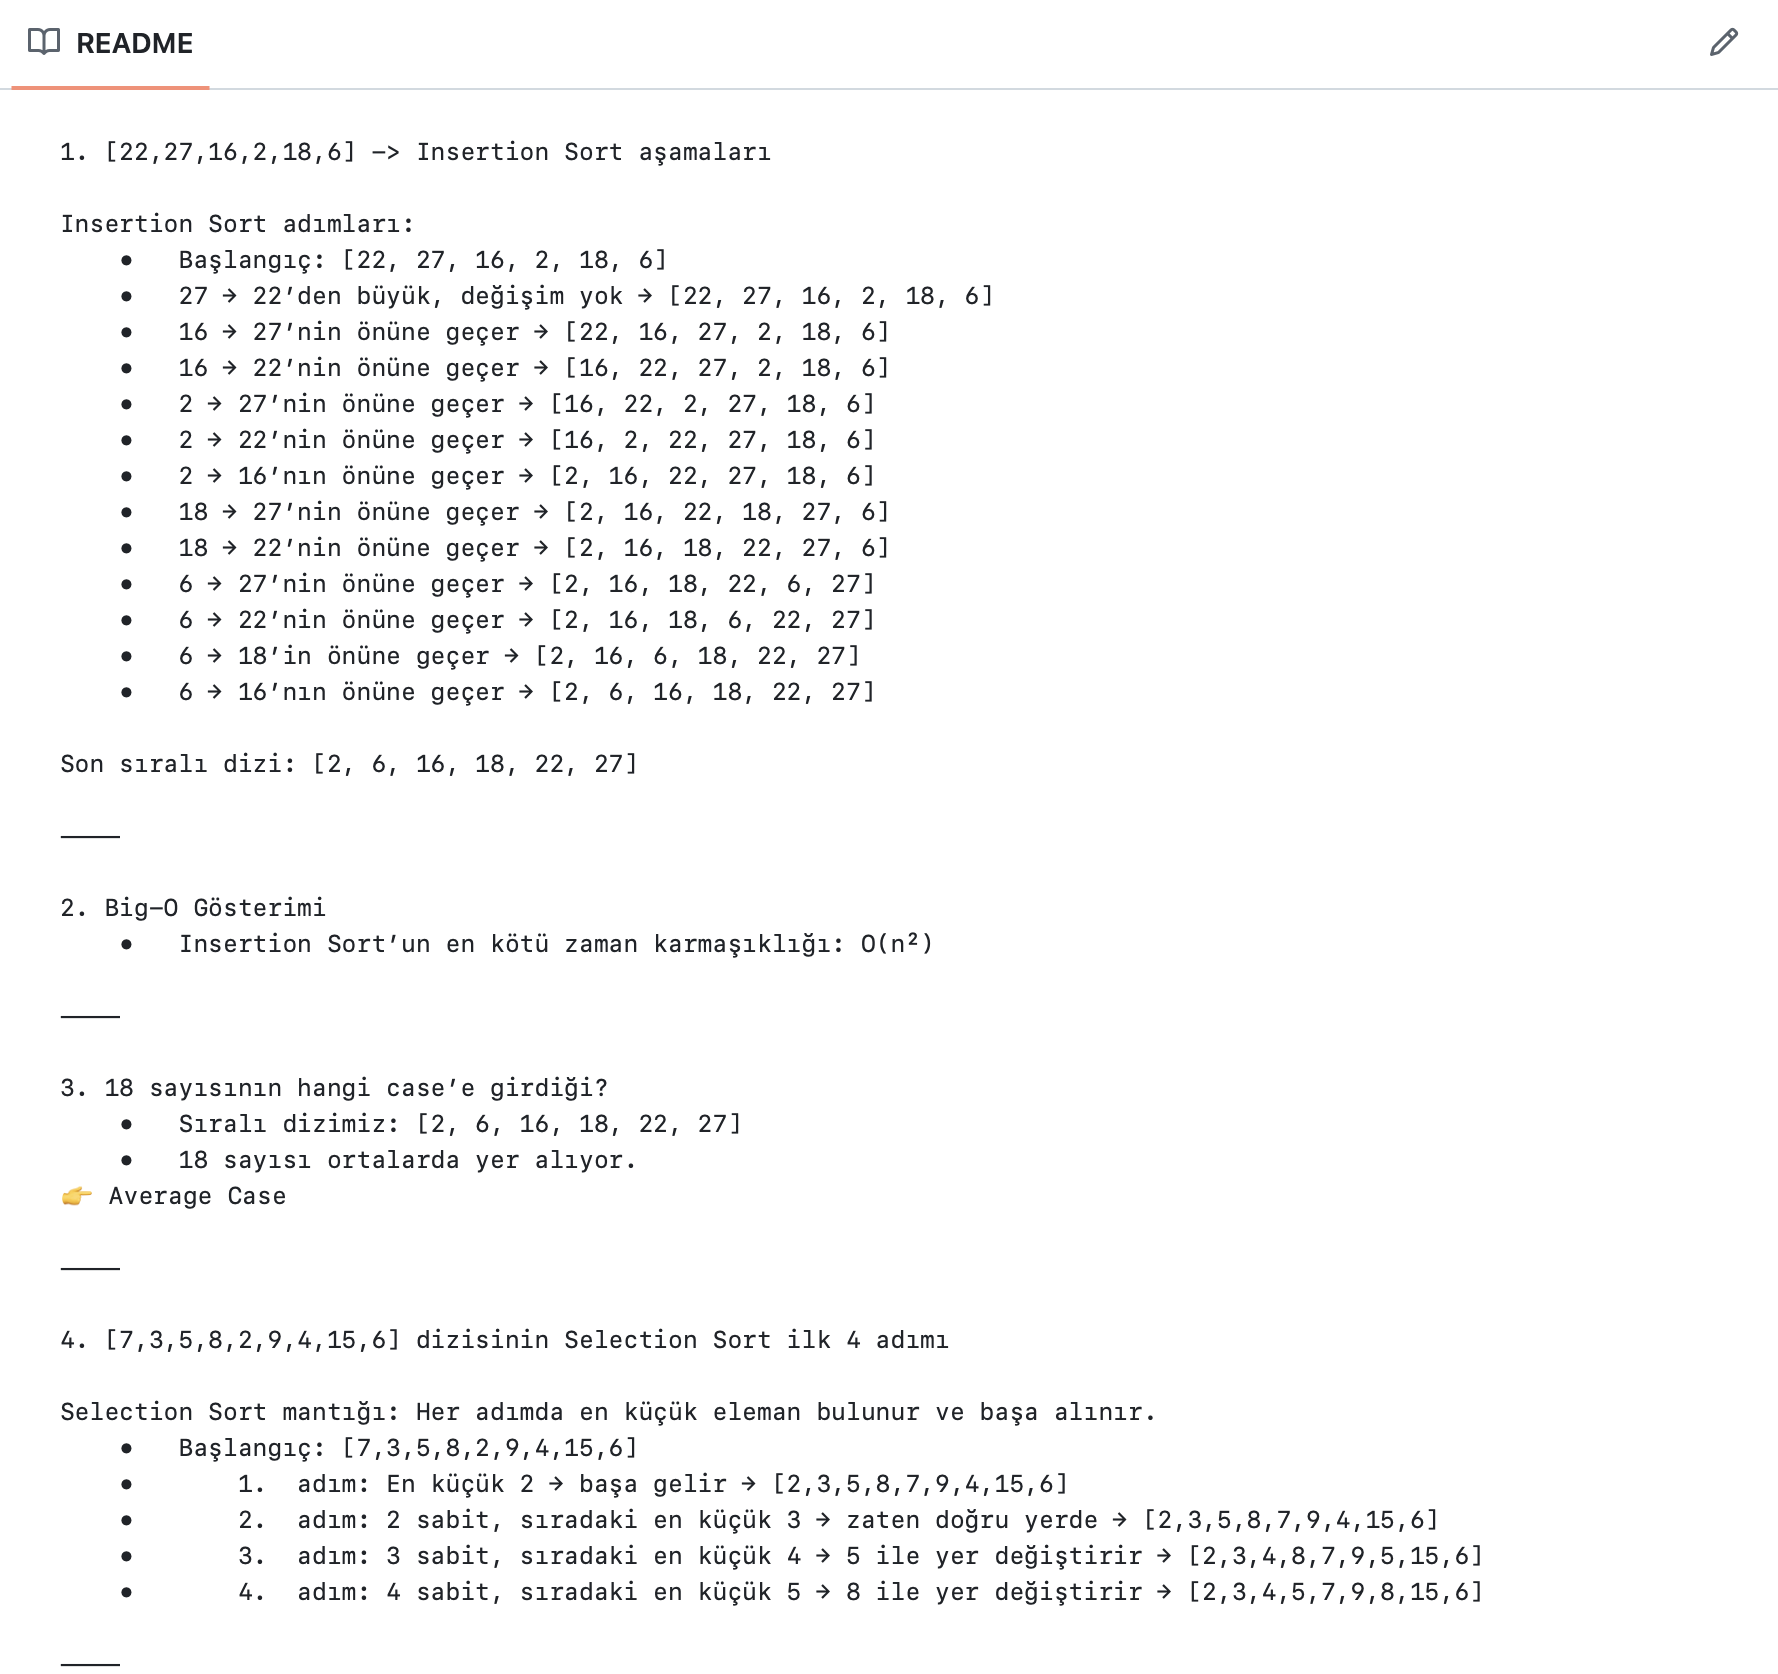 README
1. [22,27,16,2,18,6] -> Insertion Sort aşamaları
Insertion Sort adımları:
• Başlangıç: [22, 27, 16, 2, 18, 6]
• 27 → 22’den büyük, değişim yok → [22, 27, 16, 2, 18, 6]
• 16 → 27’nin önüne geçer → [22, 16, 27, 2, 18, 6]
• 16 → 22’nin önüne geçer → [16, 22, 27, 2, 18, 6]
• 2 → 27’nin önüne geçer → [16, 22, 2, 27, 18, 6]
• 2 → 22’nin önüne geçer → [16, 2, 22, 27, 18, 6]
• 2 → 16’nın önüne geçer → [2, 16, 22, 27, 18, 6]
• 18 → 27’nin önüne geçer → [2, 16, 22, 18, 27, 6]
• 18 → 22’nin önüne geçer → [2, 16, 18, 22, 27, 6]
• 6 → 27’nin önüne geçer → [2, 16, 18, 22, 6, 27]
• 6 → 22’nin önüne geçer → [2, 16, 18, 6, 22, 27]
• 6 → 18’in önüne geçer → [2, 16, 6, 18, 22, 27]
• 6 → 16’nın önüne geçer → [2, 6, 16, 18, 22, 27]
Son sıralı dizi: [2, 6, 16, 18, 22, 27]
⸻
2. Big-O Gösterimi
• Insertion Sort’un en kötü zaman karmaşıklığı: O(n²)
⸻
3. 18 sayısının hangi case’e girdiği?
• Sıralı dizimiz: [2, 6, 16, 18, 22, 27]
• 18 sayısı ortalarda yer alıyor.
👉 Average Case
⸻
4. [7,3,5,8,2,9,4,15,6] dizisinin Selection Sort ilk 4 adımı
Selection Sort mantığı: Her adımda en küçük eleman bulunur ve başa alınır.
• Başlangıç: [7,3,5,8,2,9,4,15,6]
• 1. adım: En küçük 2 → başa gelir → [2,3,5,8,7,9,4,15,6]
• 2. adım: 2 sabit, sıradaki en küçük 3 → zaten doğru yerde → [2,3,5,8,7,9,4,15,6]
• 3. adım: 3 sabit, sıradaki en küçük 4 → 5 ile yer değiştirir → [2,3,4,8,7,9,5,15,6]
• 4. adım: 4 sabit, sıradaki en küçük 5 → 8 ile yer değiştirir → [2,3,4,5,7,9,8,15,6]
⸻